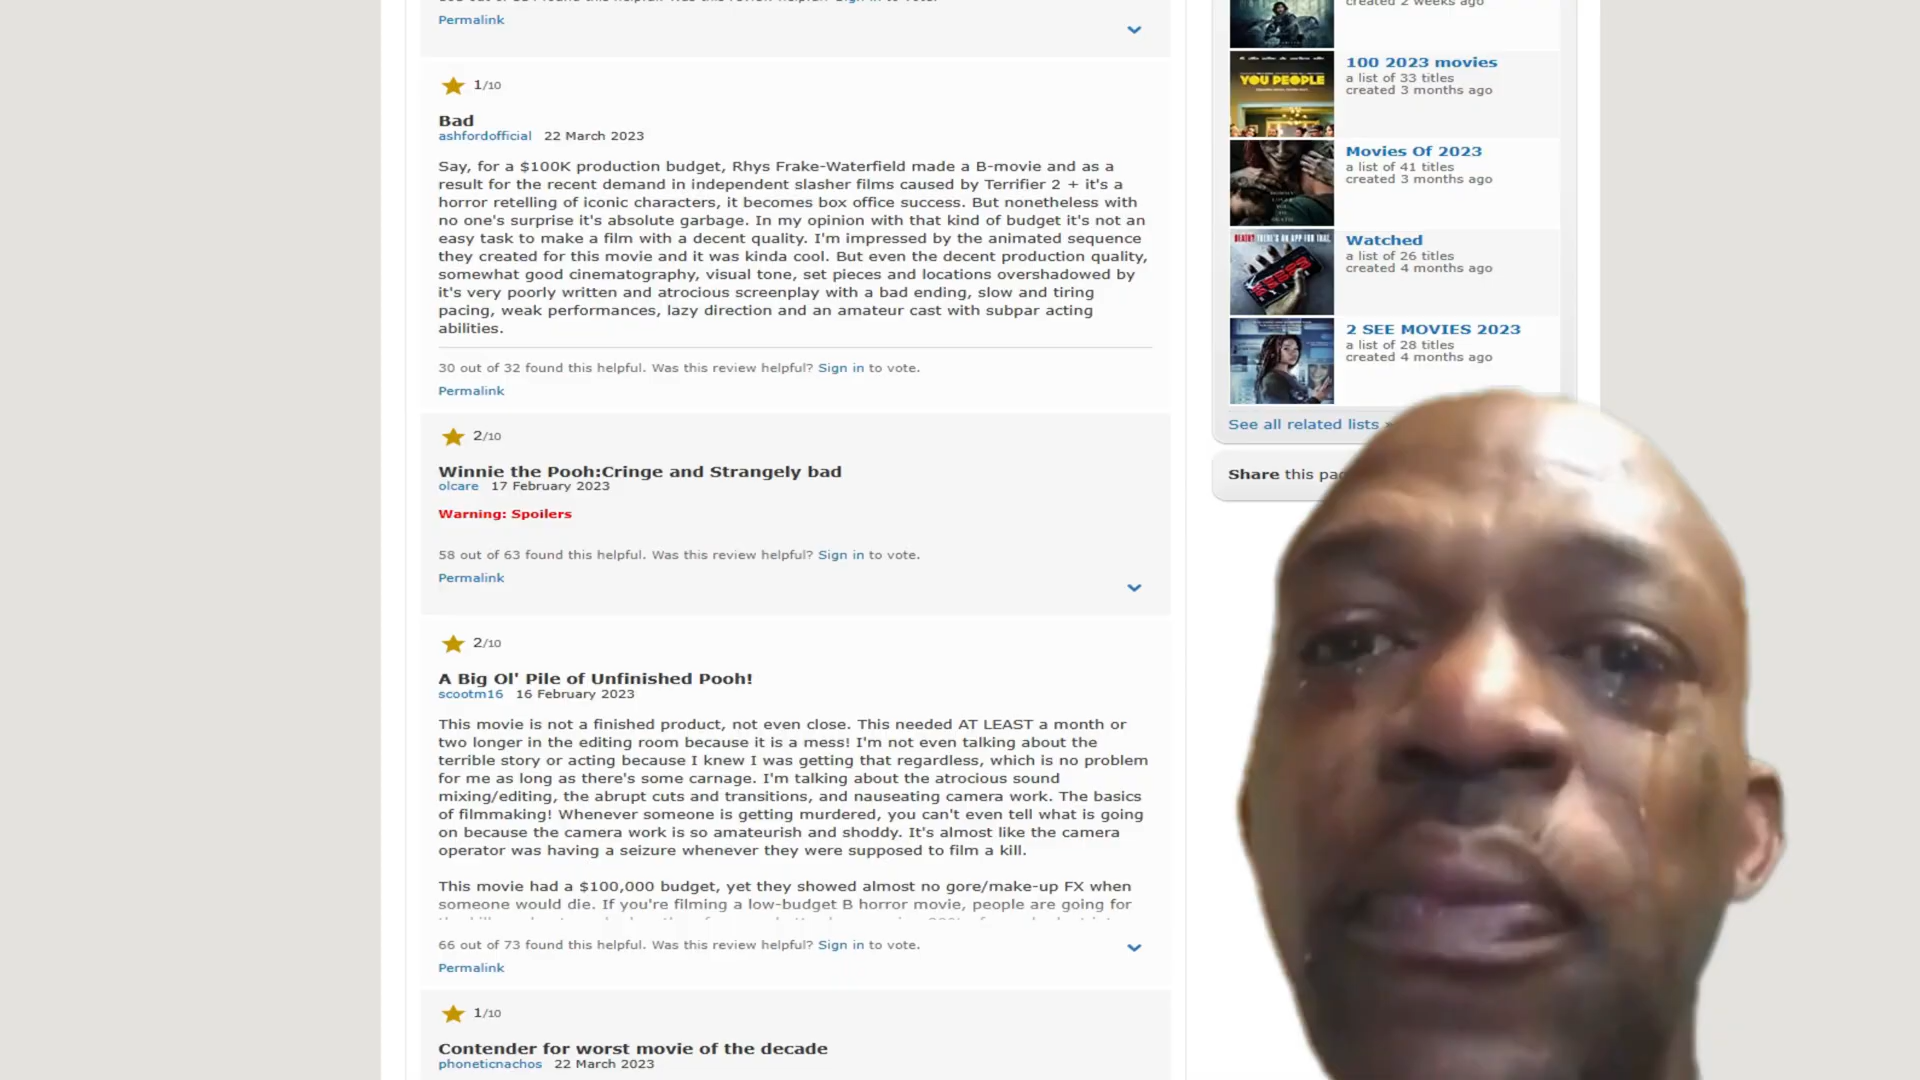 Permalink
1/10
Bad
ashfordofficial 22 March 2023
Say, for a $100K production budget, Rhys Frake-Waterfield made a B-movie and as a
result for the recent demand in independent slasher films caused by Terrifier 2 + it's a
horror retelling of iconic characters, it becomes box office success. But nonetheless with
no one's surprise it's absolute garbage. In my opinion with that kind of budget it's not an
easy task to make a film with a decent quality. I'm impressed by the animated sequence
they created for this movie and it was kinda cool. But even the decent production quality,
somewhat good cinematography, visual tone, set pieces and locations overshadowed by
it's very poorly written and atrocious screenplay with a bad ending, slow and tiring
pacing, weak performances, lazy direction and an amateur cast with subpar acting
abilities.
30 out of 32 found this helpful. Was this review helpful? Sign in to vote.
Permalink
2/10
Winnie the Pooh:Cringe and Strangely bad
olcare 17 February 2023
Warning: Spoilers
58 out of 63 found this helpful. Was this review helpful? Sign in to vote.
Permalink
2/10
A Big Ol' Pile of Unfinished Pooh!
scootm16 16 February 2023
This movie is not a finished product, not even close. This needed AT LEAST a month or
two longer in the editing room because it is a mess! I'm not even talking about the
terrible story or acting because I knew I was getting that regardless, which is no problem
for me as long as there's some carnage. I'm talking about the atrocious sound
mixing/editing, the abrupt cuts and transitions, and nauseating camera work. The basics
of filmmaking! Whenever someone is getting murdered, you can't even tell what is going
on because the camera work is so amateurish and shoddy. It's almost like the camera
operator was having a seizure whenever they were supposed to film a kill.
This movie had a $100,000 budget, yet they showed almost no gore/make-up FX when
someone would die. If you're filming a low-budget B horror movie, people are going for
66 out of 73 found this helpful. Was this review helpful? Sign in to vote.
Permalink
1/10
Contender for worst movie of the decade
phoneticnachos 22 March 2023
created 2 weeks ago
YOU PEOPLE
100 2023 movies
a list of 33 titles
created 3 months ago
Movies Of 2023
a list of 41 titles
created 3 months ago
DEATH? THERE'S AN APP FOR THAT.
Watched
a list of 26 titles
created 4 months ago
2 SEE MOVIES 2023
a list of 28 titles
created 4 months ago
See all related lists »
Share this pa